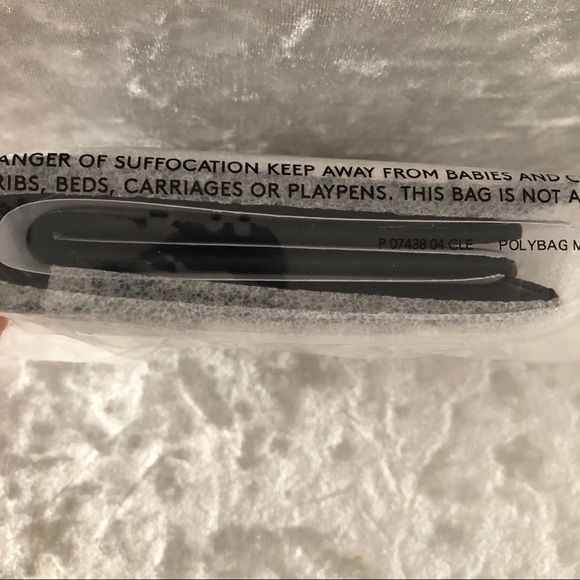 ANGER OF SUFFOCATION KEEP AWAY FROM BABIES AND C
RIBS, BEDS, CARRIAGES OR PLAYPENS. THIS BAG IS NOT A
P 07438 04 CLE POLYBAG M